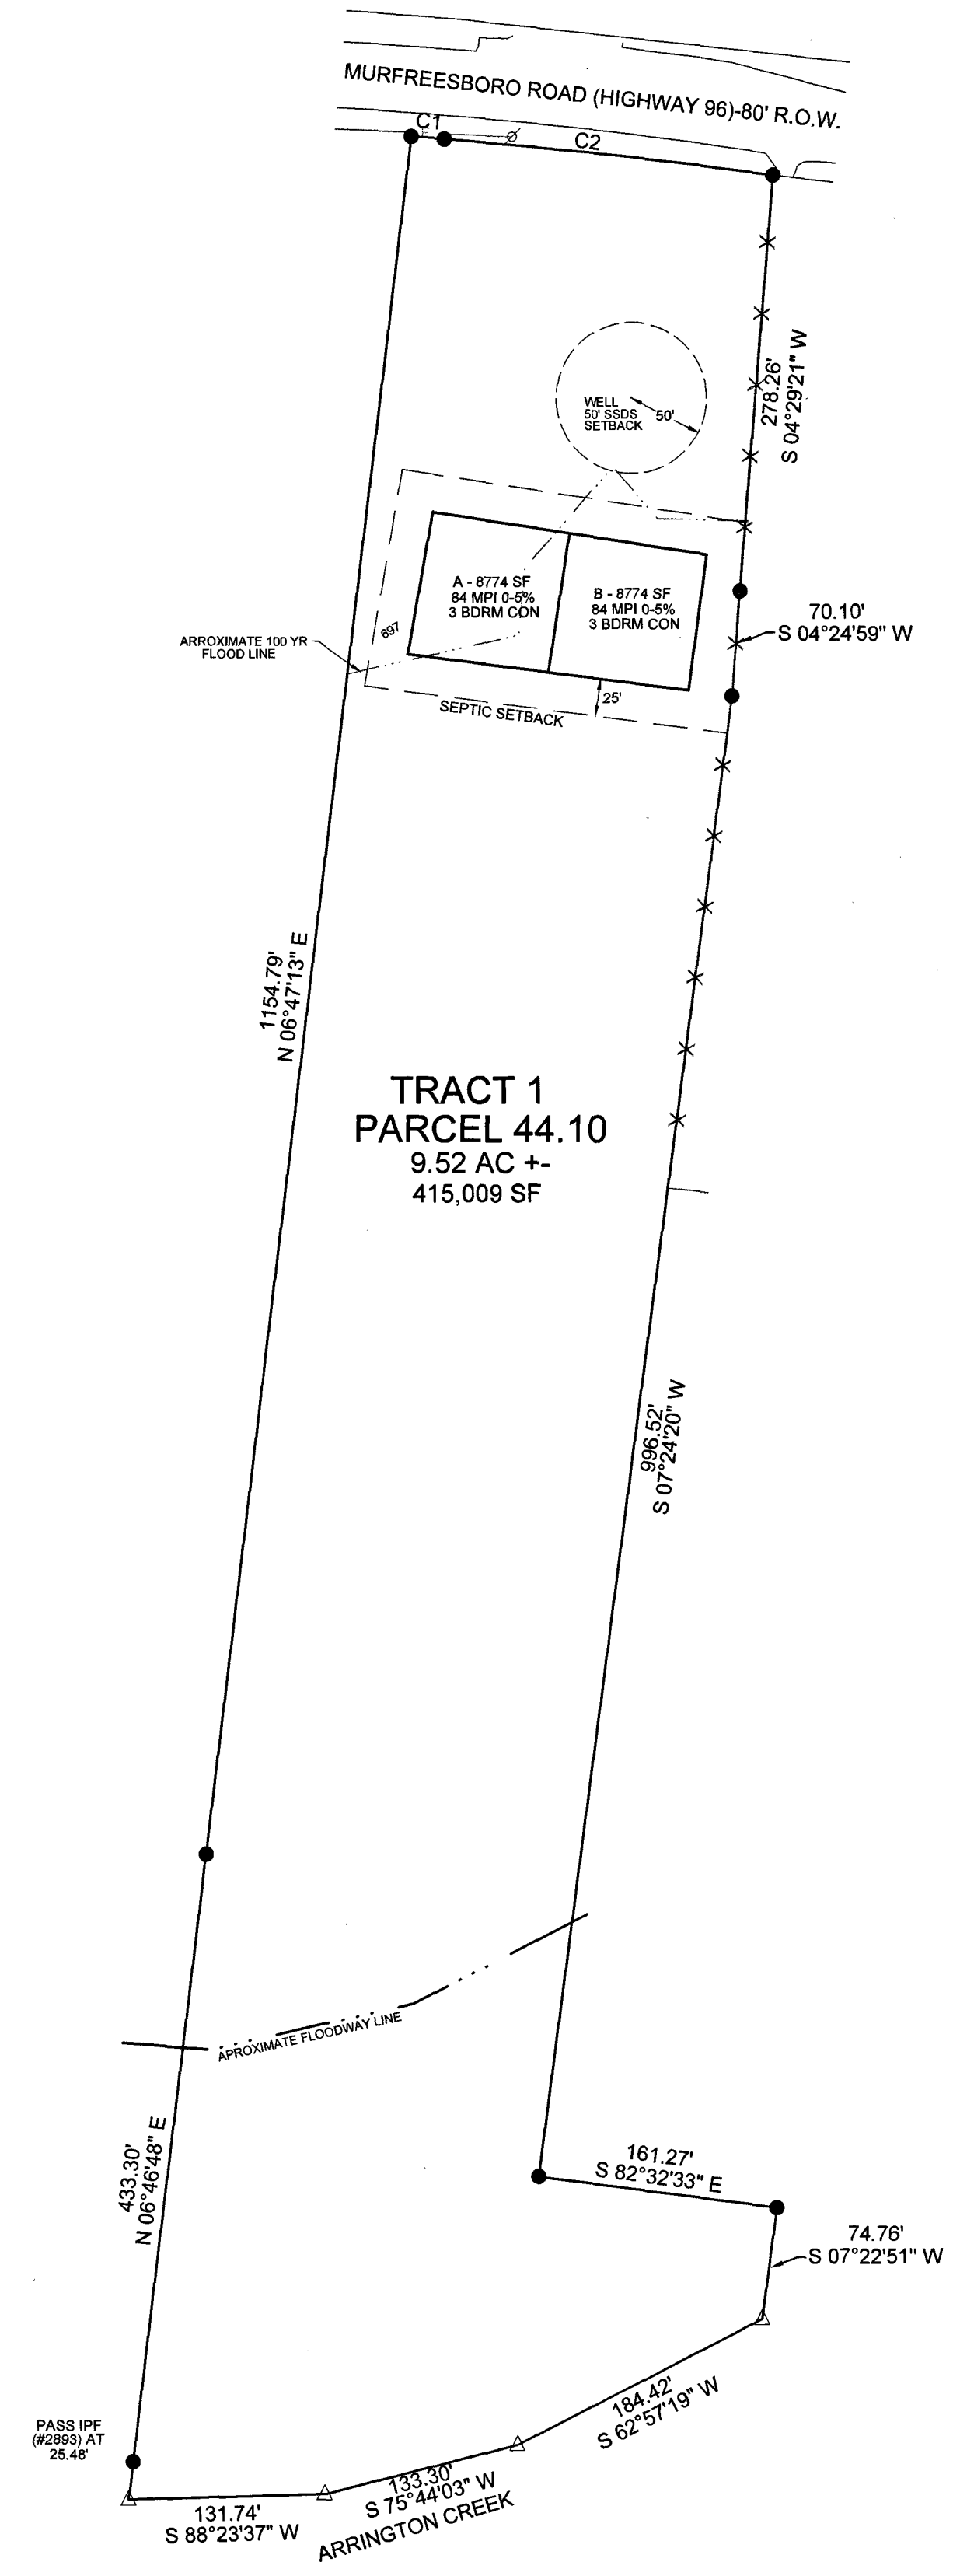 MURFREESBORO ROAD (HIGHWAY 96)-80' R.O.W.
C1
C2
278.26'
S 04°29'21" W
WELL
50' SSDS
SETBACK
50'
A - 8774 SF
84 MPI 0-5%
3 BDRM CON
B - 8774 SF
84 MPI 0-5%
3 BDRM CON
70.10'
S 04°24'59" W
697
ARROXIMATE 100 YR
FLOOD LINE
25'
SEPTIC SETBACK
1154.79'
N 06°47'13" E
TRACT 1
PARCEL 44.10
9.52 AC +-
415,009 SF
996.52'
S 07°24'20" W
APROXIMATE FLOODWAY LINE
433.30'
N 06°46'48" E
161.27'
S 82°32'33" E
74.76'
S 07°22'51" W
184.42'
S 62°57'19" W
PASS IPF
(#2893) AT
25.48'
133.30'
S 75°44'03" W
131.74'
S 88°23'37" W
ARRINGTON CREEK